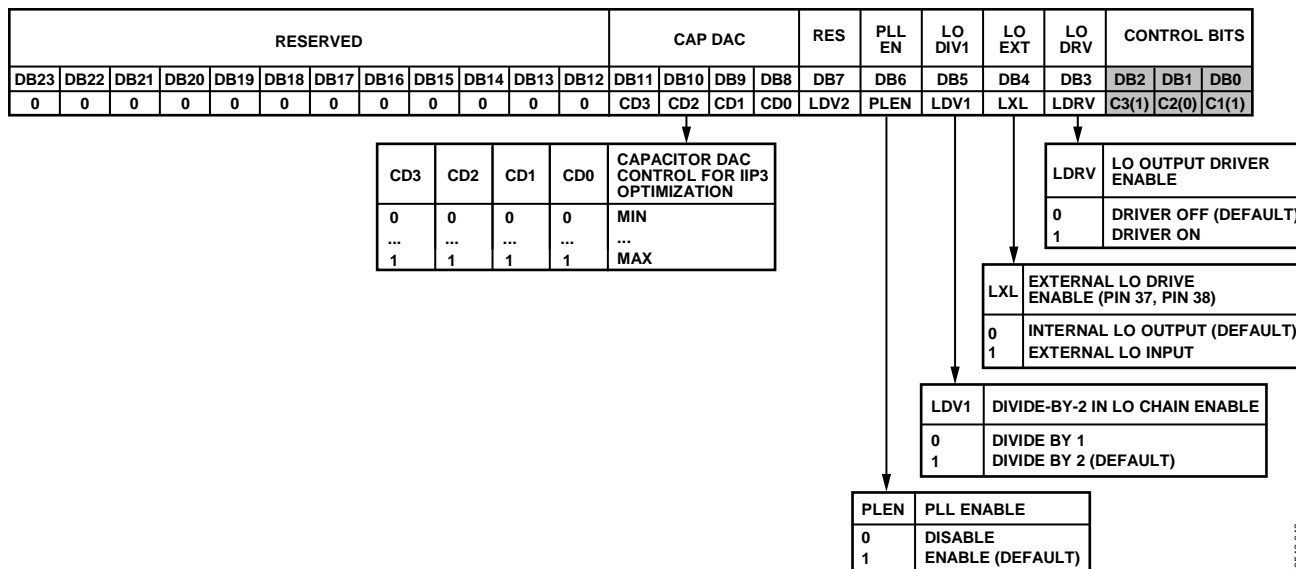 RESERVED CAP DAC RES PLL EN LO DIV1 LO EXT LO DRV CONTROL BITS
DB23 DB22 DB21 DB20 DB19 DB18 DB17 DB16 DB15 DB14 DB13 DB12 DB11 DB10 DB9 DB8 DB7 DB6 DB5 DB4 DB3 DB2 DB1 DB0
0 0 0 0 0 0 0 0 0 0 0 0 CD3 CD2 CD1 CD0 LDV2 PLEN LDV1 LXL LDRV C3(1) C2(0) C1(1)
CD3 CD2 CD1 CD0 CAPACITOR DAC CONTROL FOR IIP3 OPTIMIZATION
0 0 0 0 MIN
... ... ... ... ...
1 1 1 1 MAX
LDRV LO OUTPUT DRIVER ENABLE
0 DRIVER OFF (DEFAULT)
1 DRIVER ON
LXL EXTERNAL LO DRIVE ENABLE (PIN 37, PIN 38)
0 INTERNAL LO OUTPUT (DEFAULT)
1 EXTERNAL LO INPUT
LDV1 DIVIDE-BY-2 IN LO CHAIN ENABLE
0 DIVIDE BY 1
1 DIVIDE BY 2 (DEFAULT)
PLEN PLL ENABLE
0 DISABLE
1 ENABLE (DEFAULT)